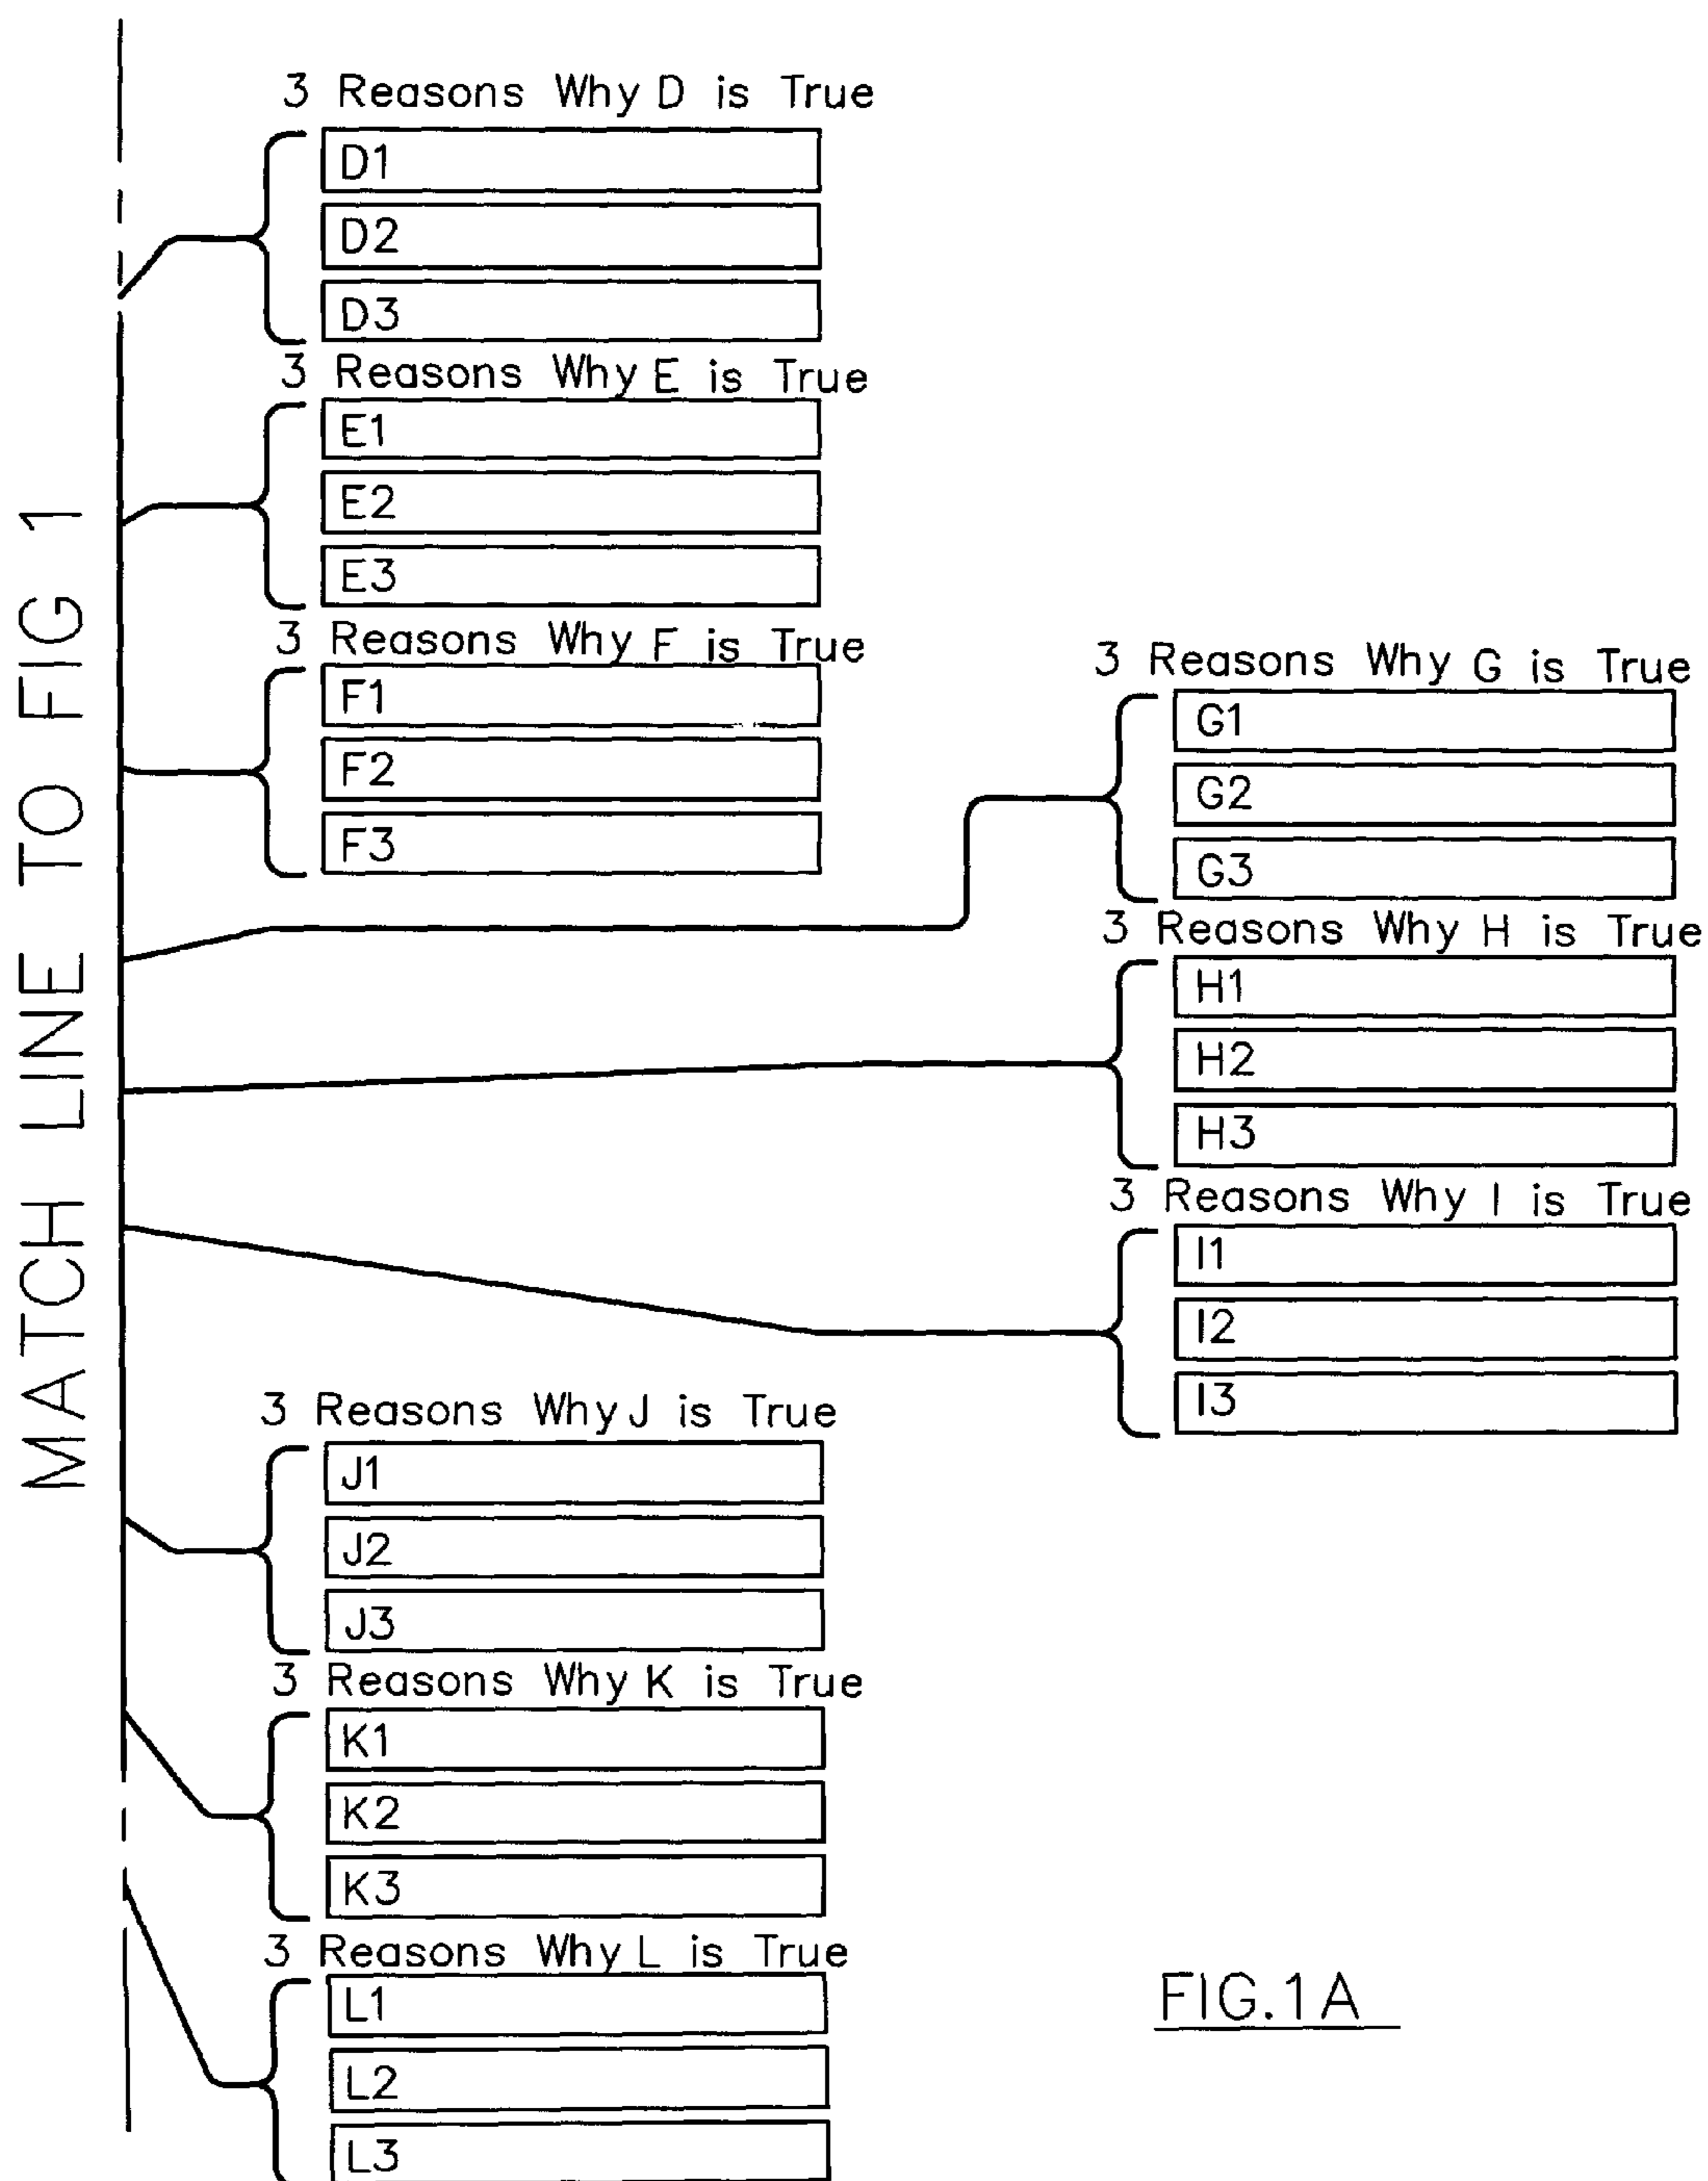 MATCH LINE TO FIG 1
3 Reasons Why D is True
D1
D2
D3
3 Reasons Why E is True
E1
E2
E3
3 Reasons Why F is True
F1
F2
F3
3 Reasons Why G is True
G1
G2
G3
3 Reasons Why H is True
H1
H2
H3
3 Reasons Why I is True
I1
I2
I3
3 Reasons Why J is True
J1
J2
J3
3 Reasons Why K is True
K1
K2
K3
3 Reasons Why L is True
L1
L2
L3
FIG.1A